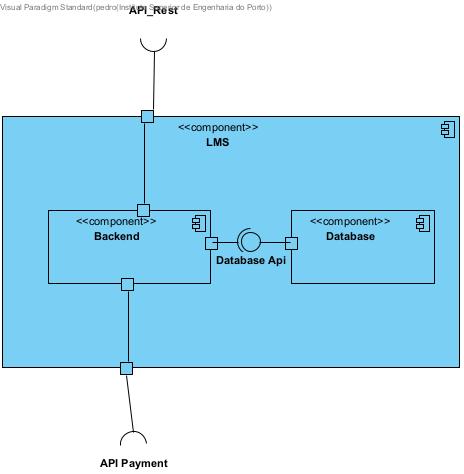 Visual Paradigm Standard(pedro(Instituto Superior de Engenharia do Porto))
APi_Rest
<<component>>
LMS
<<component>>
Backend
<<component>>
Database
Database Api
API Payment